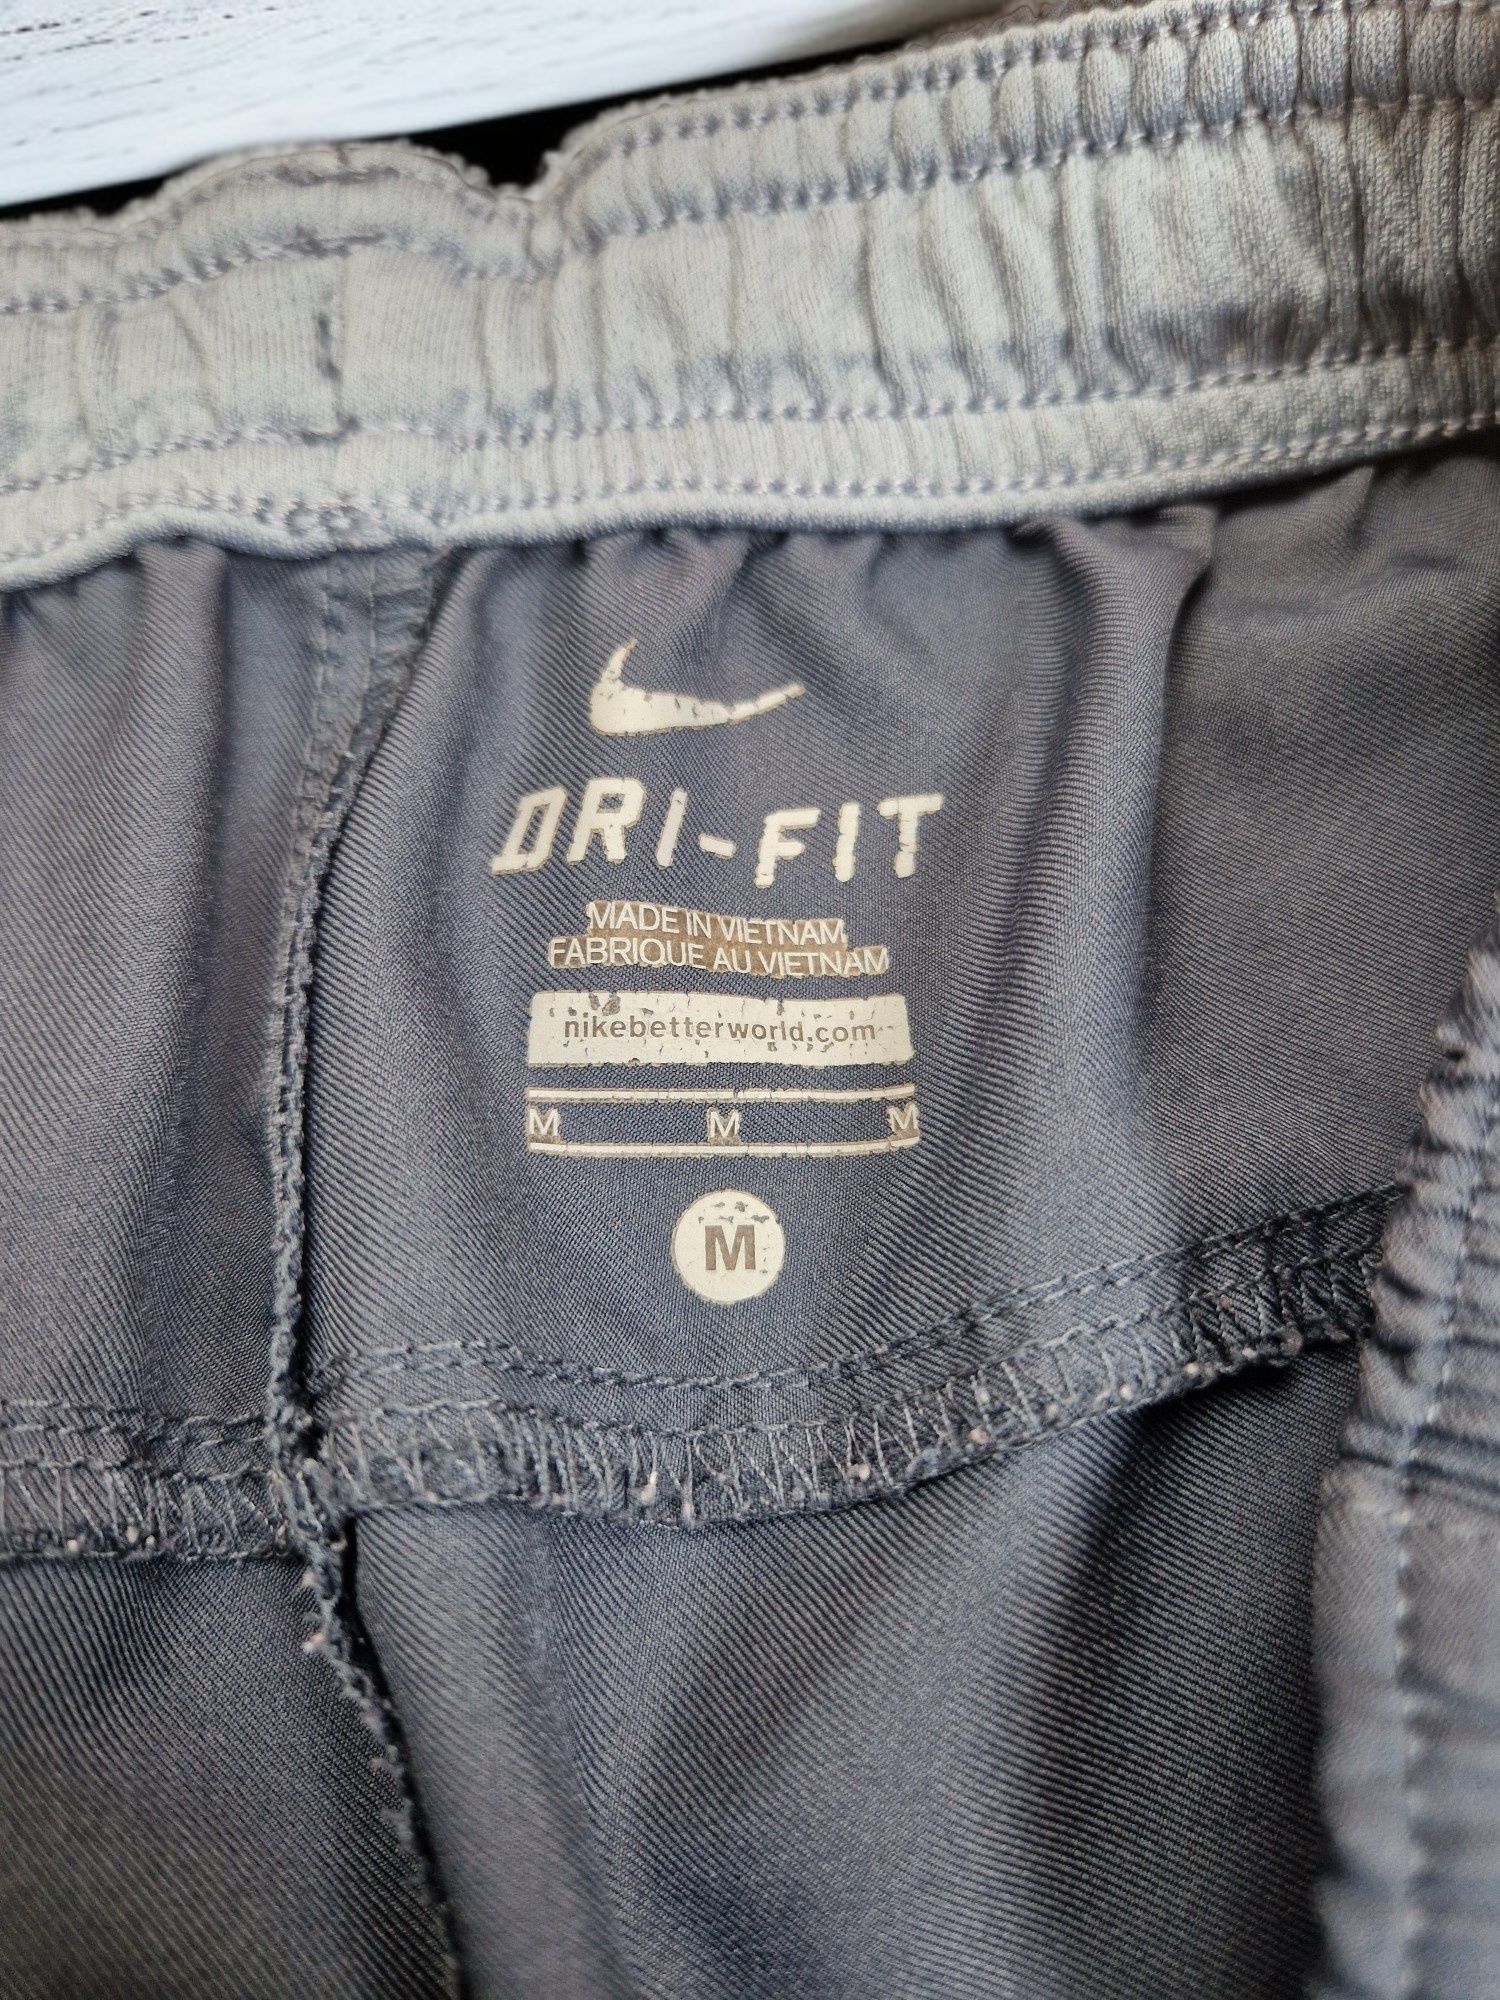 DRI-FIT
MADE IN VIETNAM
FABRIQUE AU VIETNAM
nikebetterworld.com
M M M
M